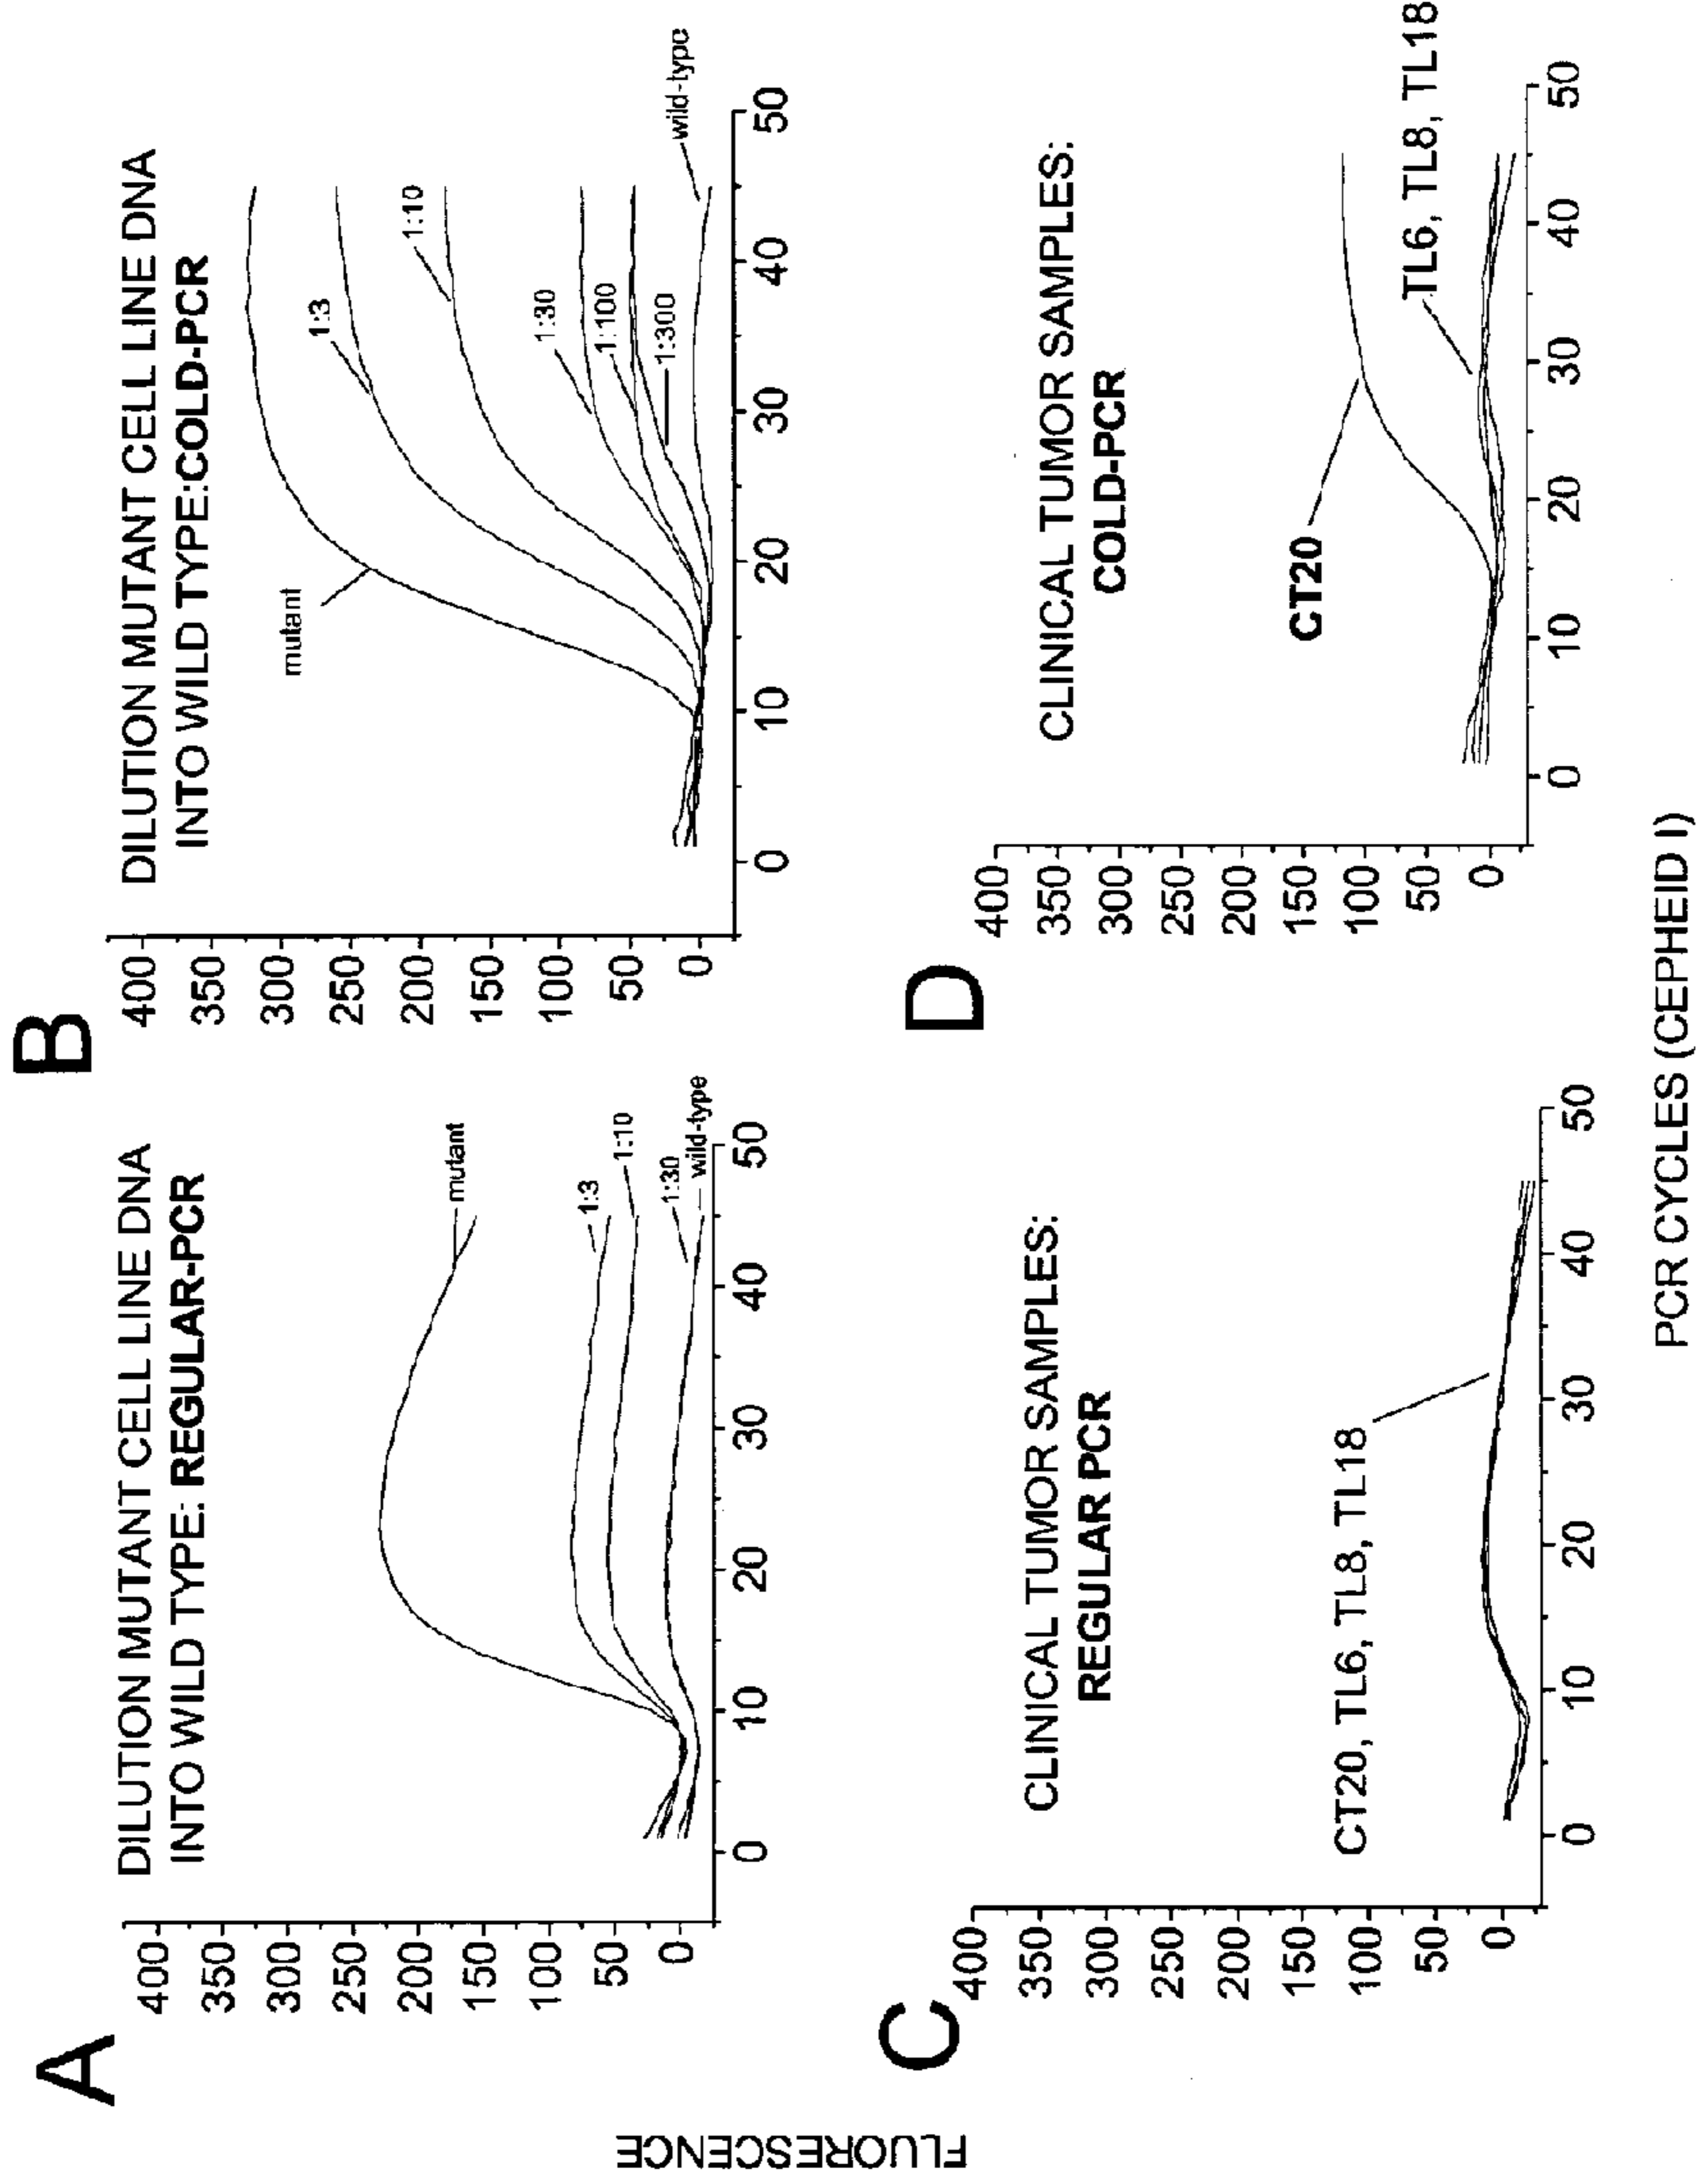 FLUORESCENCE
A
DILUTION MUTANT CELL LINE DNA
INTO WILD TYPE: REGULAR-PCR
400
350
300
250
200
150
100
50
0
mutant
1:3
1:10
1:30
wild-type
0 10 20 30 40 50
B
DILUTION MUTANT CELL LINE DNA
INTO WILD TYPE:COLD-PCR
400
350
300
250
200
150
100
50
0
mutant
1:3
1:10
1:30
1:100
1:300
wild-type
0 10 20 30 40 50
C
CLINICAL TUMOR SAMPLES:
REGULAR PCR
400
350
300
250
200
150
100
50
0
CT20, TL6, TL8, TL18
0 10 20 30 40 50
D
CLINICAL TUMOR SAMPLES:
COLD-PCR
400
350
300
250
200
150
100
50
0
CT20
TL6, TL8, TL18
0 10 20 30 40 50
PCR CYCLES (CEPHEID I)